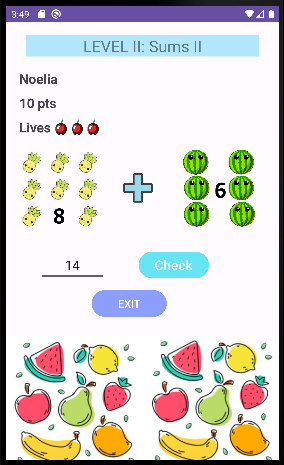 3:49
LEVEL II: Sums II
Noelia
10 pts
Lives
8 6
14 Check
EXIT